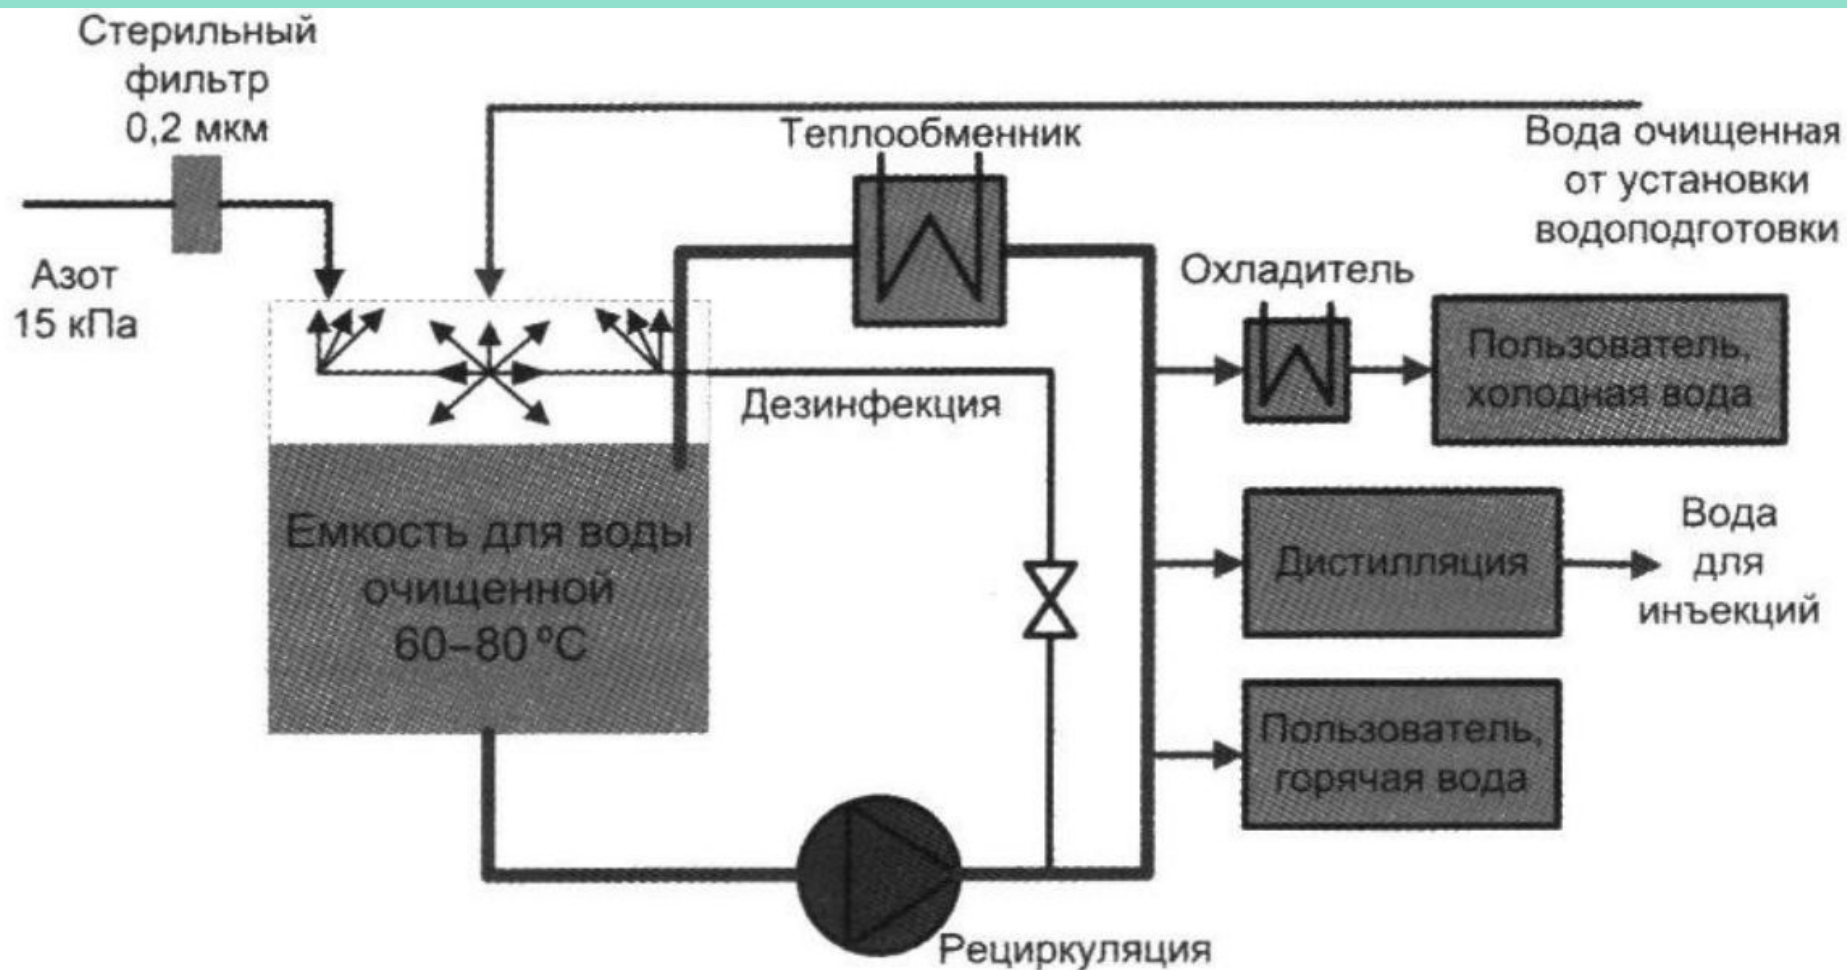 Стерильный
фильтр
0,2 мкм
Азот
15 кПа
Теплообменник
Вода очищенная
от установки
водоподготовки
Охладитель
Пользователь,
холодная вода
Дезинфекция
Емкость для воды
очищенной
60–80 °C
Дистилляция
Вода
для
инъекций
Пользователь,
горячая вода
Рециркуляция